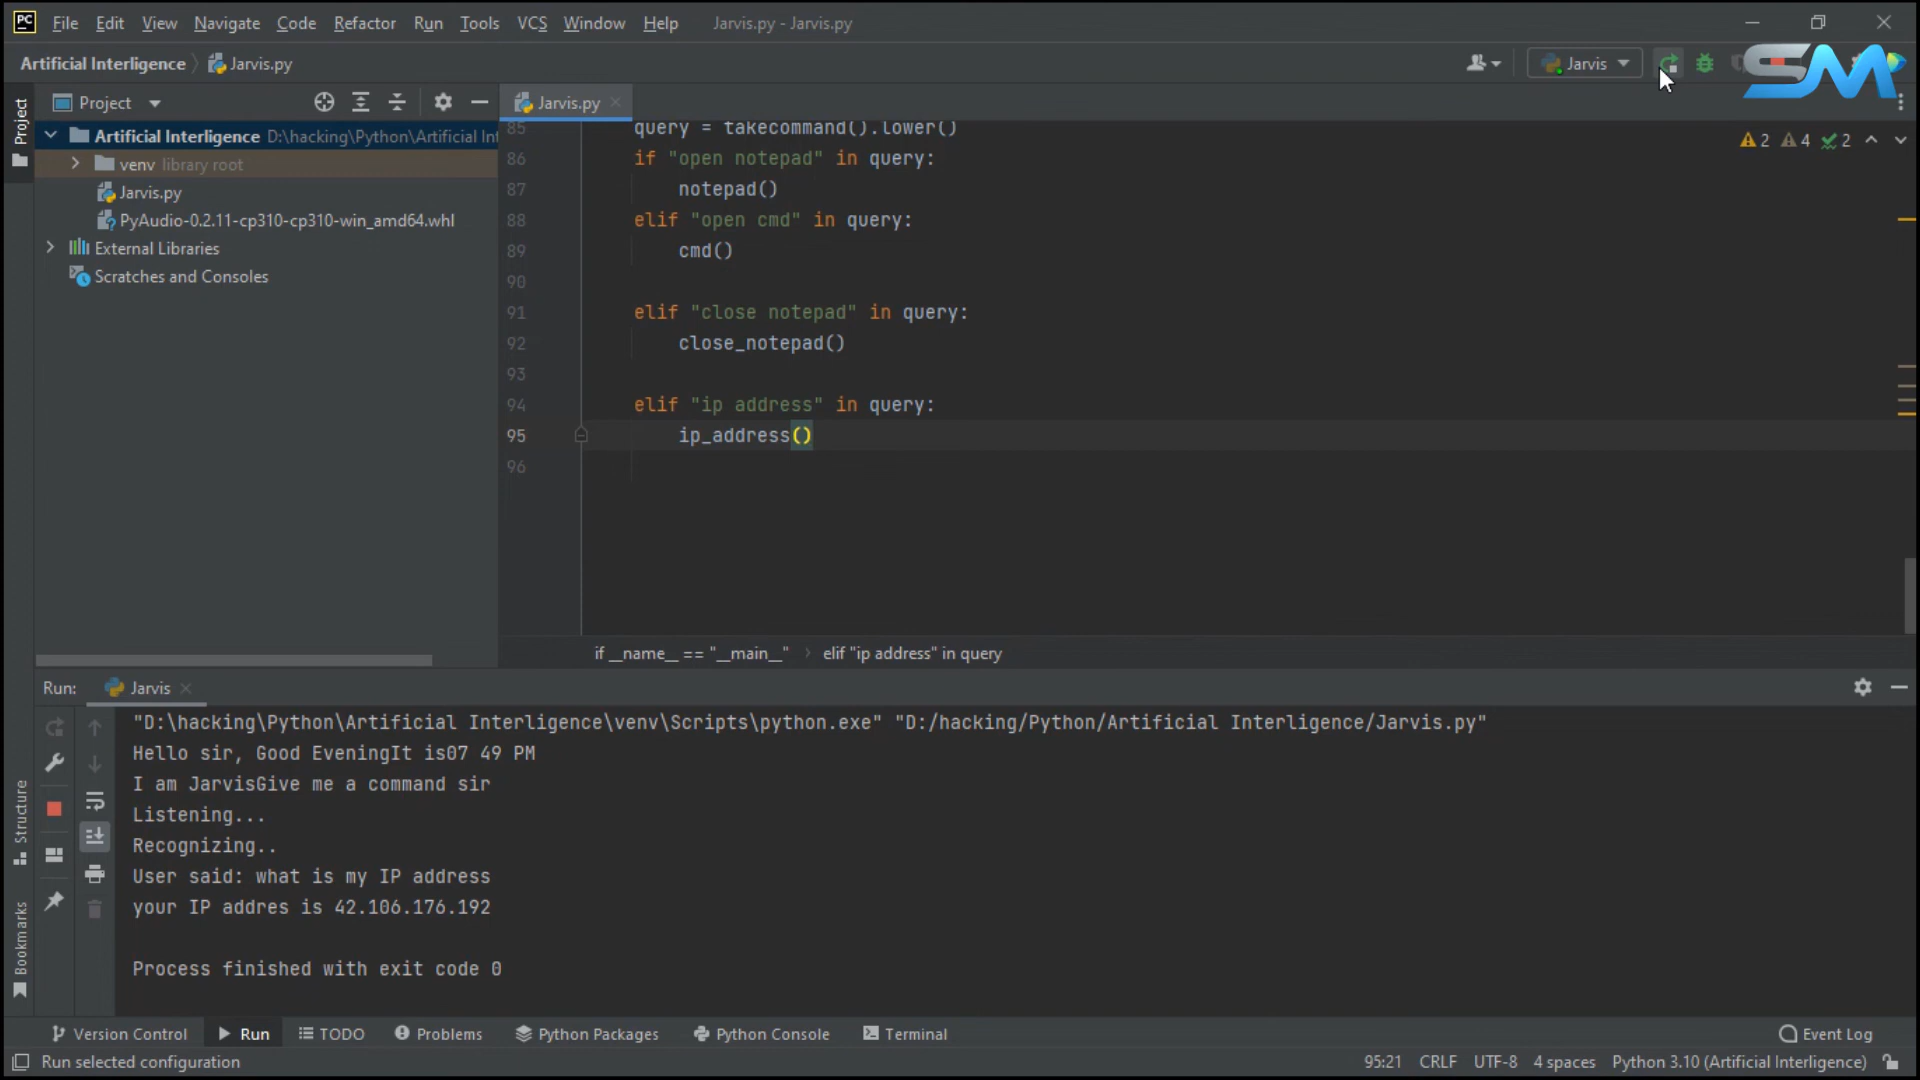 PC File Edit View Navigate Code Refactor Run Tools VCS Window Help Jarvis.py - Jarvis.py
Artificial Interligence Jarvis.py Jarvis SM
Project
Project
Jarvis.py
Artificial Interligence D:\hacking\Python\Artificial Int
venv library root
Jarvis.py
PyAudio-0.2.11-cp310-cp310-win_amd64.whl
External Libraries
Scratches and Consoles
2 4 2
85 query = takecommand().lower()
86 if "open notepad" in query:
87 notepad()
88 elif "open cmd" in query:
89 cmd()
90
91 elif "close notepad" in query:
92 close_notepad()
93
94 elif "ip address" in query:
95 ip_address()
96
if __name__ == "__main__" elif "ip address" in query
Run: Jarvis
"D:\hacking\Python\Artificial Interligence\venv\Scripts\python.exe" "D:/hacking/Python/Artificial Interligence/Jarvis.py"
Hello sir, Good EveningIt is07 49 PM
I am JarvisGive me a command sir
Listening...
Recognizing..
User said: what is my IP address
your IP addres is 42.106.176.192
Process finished with exit code 0
Structure
Bookmarks
Version Control Run TODO Problems Python Packages Python Console Terminal Event Log
Run selected configuration 95:21 CRLF UTF-8 4 spaces Python 3.10 (Artificial Interligence)